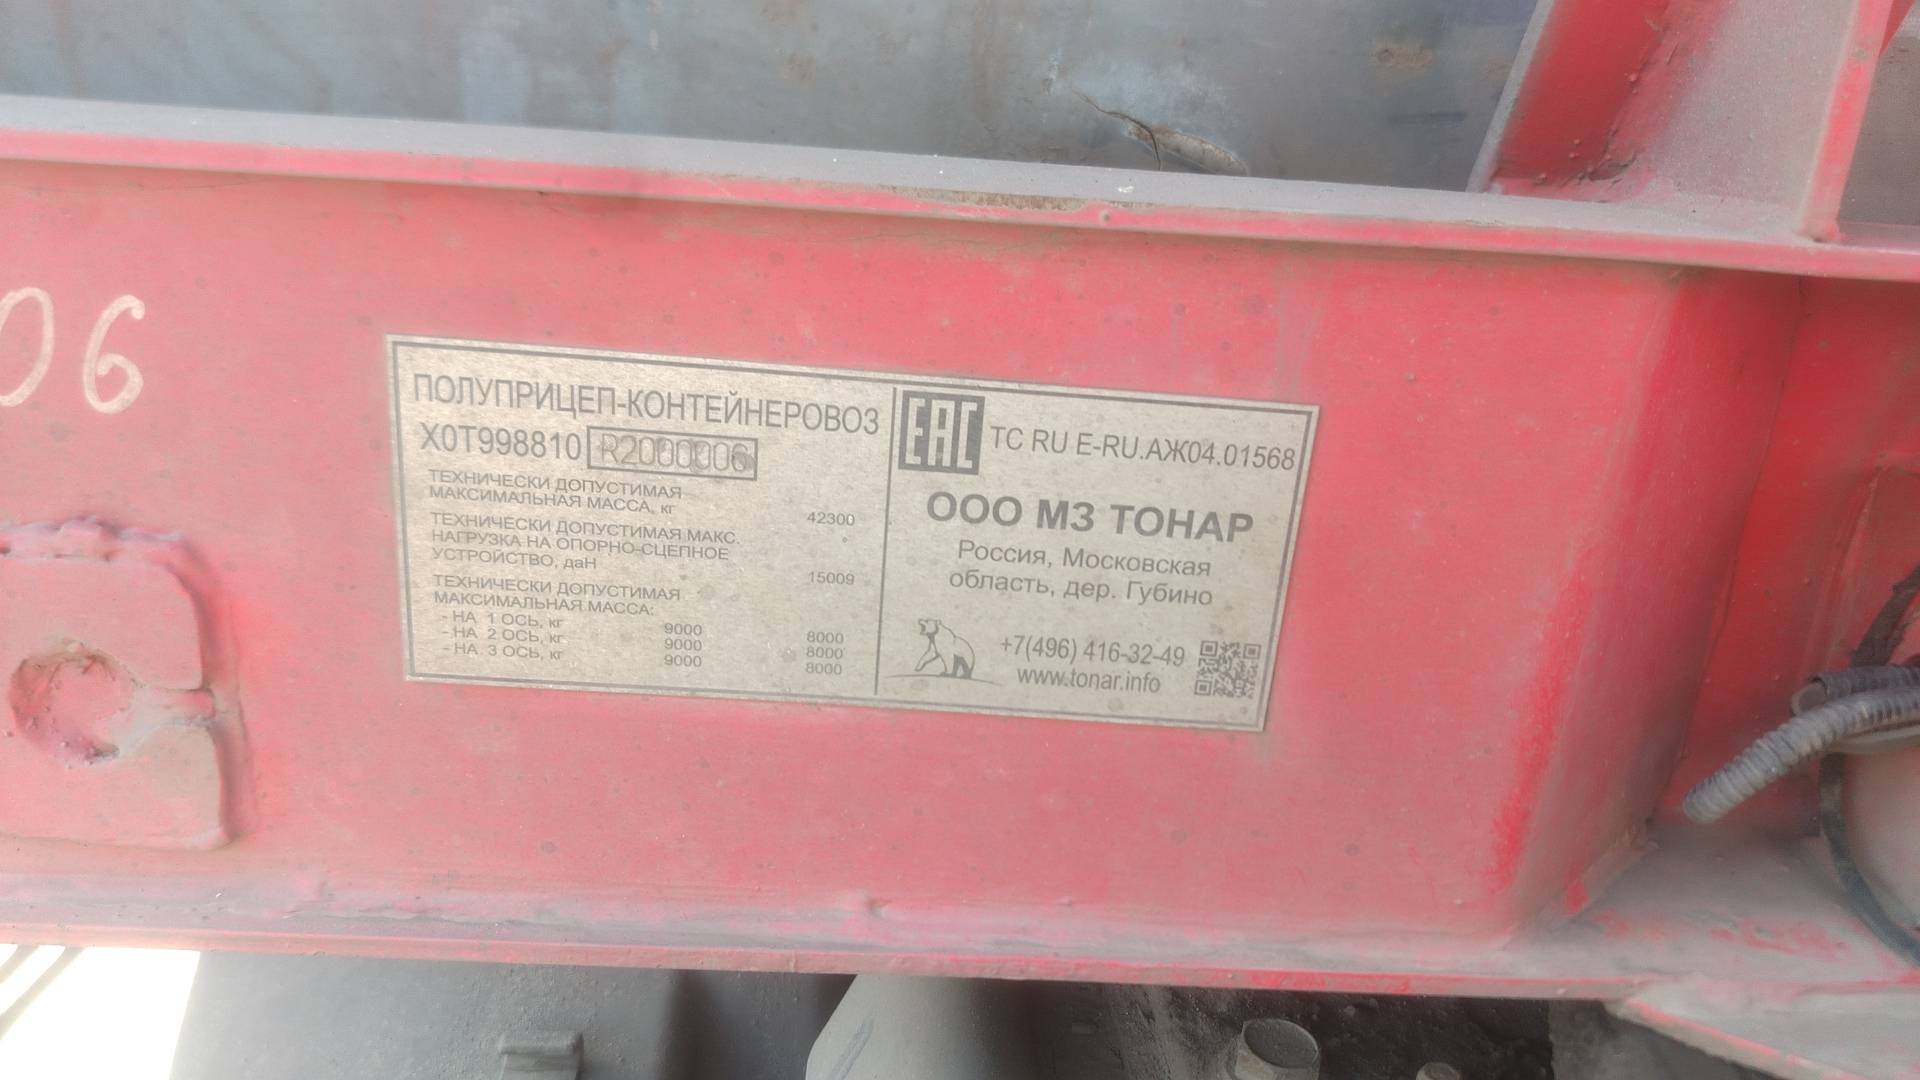 06
ПОЛУПРИЦЕП-КОНТЕЙНЕРОВОЗ
X0T998810 R2000006
ТЕХНИЧЕСКИ ДОПУСТИМАЯ
МАКСИМАЛЬНАЯ МАССА, кг 42300
ТЕХНИЧЕСКИ ДОПУСТИМАЯ МАКС.
НАГРУЗКА НА ОПОРНО-СЦЕПНОЕ
УСТРОЙСТВО, даН 15009
ТЕХНИЧЕСКИ ДОПУСТИМАЯ
МАКСИМАЛЬНАЯ МАССА:
- НА 1 ОСЬ, кг 9000 8000
- НА 2 ОСЬ, кг 9000 8000
- НА 3 ОСЬ, кг 9000 8000
EAC TC RU E-RU.АЖ04.01568
ООО МЗ ТОНАР
Россия, Московская
область, дер. Губино
+7(496) 416-32-49
www.tonar.info